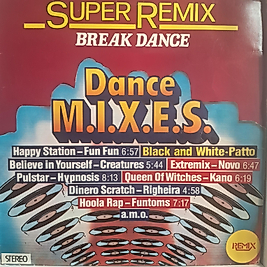 SUPER REMIX
BREAK DANCE
Dance
M.I.X.E.S.
Happy Station – Fun Fun 6:57 Black and White-Patto
Believe in Yourself – Creatures 5:44 Extremix – Novo 6:47
Pulstar – Hypnosis 8:13 Queen Of Witches – Kano 6:19
Dinero Scratch – Righeira 4:58
Hoola Rap – Funtoms 7:17
a.m.o.
STEREO
REMIX